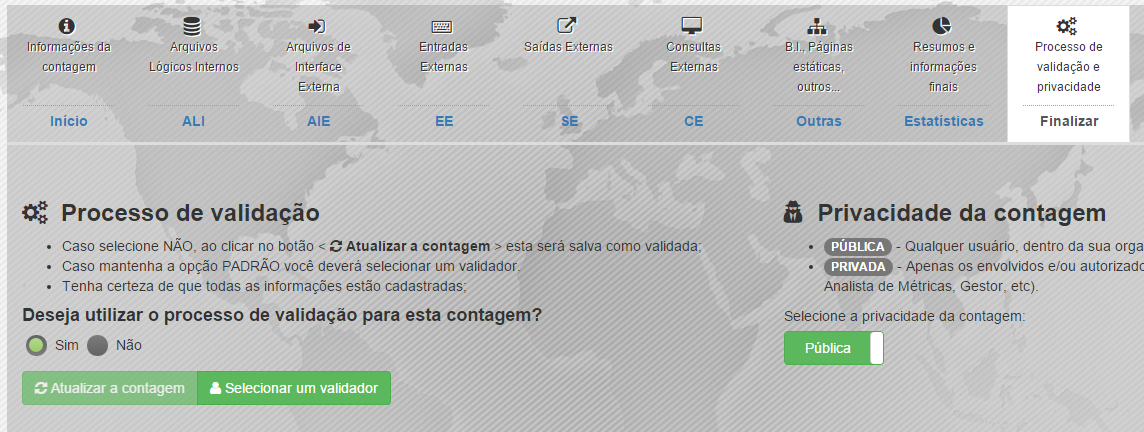 Informações da contagem
Início
Arquivos Lógicos Internos
ALI
Arquivos de Interface Externa
AIE
Entradas Externas
EE
Saídas Externas
SE
Consultas Externas
CE
B.I., Páginas estáticas, outros...
Outras
Resumos e informações finais
Estatísticas
Processo de validação e privacidade
Finalizar
Processo de validação
Caso selecione NÃO, ao clicar no botão < Atualizar a contagem > esta será salva como validada;
Caso mantenha a opção PADRÃO você deverá selecionar um validador.
Tenha certeza de que todas as informações estão cadastradas;
Deseja utilizar o processo de validação para esta contagem?
Sim Não
Atualizar a contagem Selecionar um validador
Privacidade da contagem
PÚBLICA - Qualquer usuário, dentro da sua orga
PRIVADA - Apenas os envolvidos e/ou autorizado
Analista de Métricas, Gestor, etc).
Selecione a privacidade da contagem:
Pública